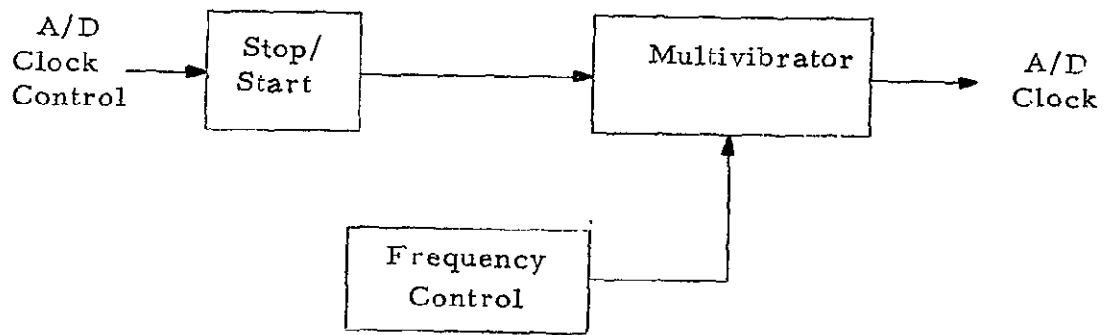 A/D
Clock
Control
Stop/
Start
Multivibrator
A/D
Clock
Frequency
Control